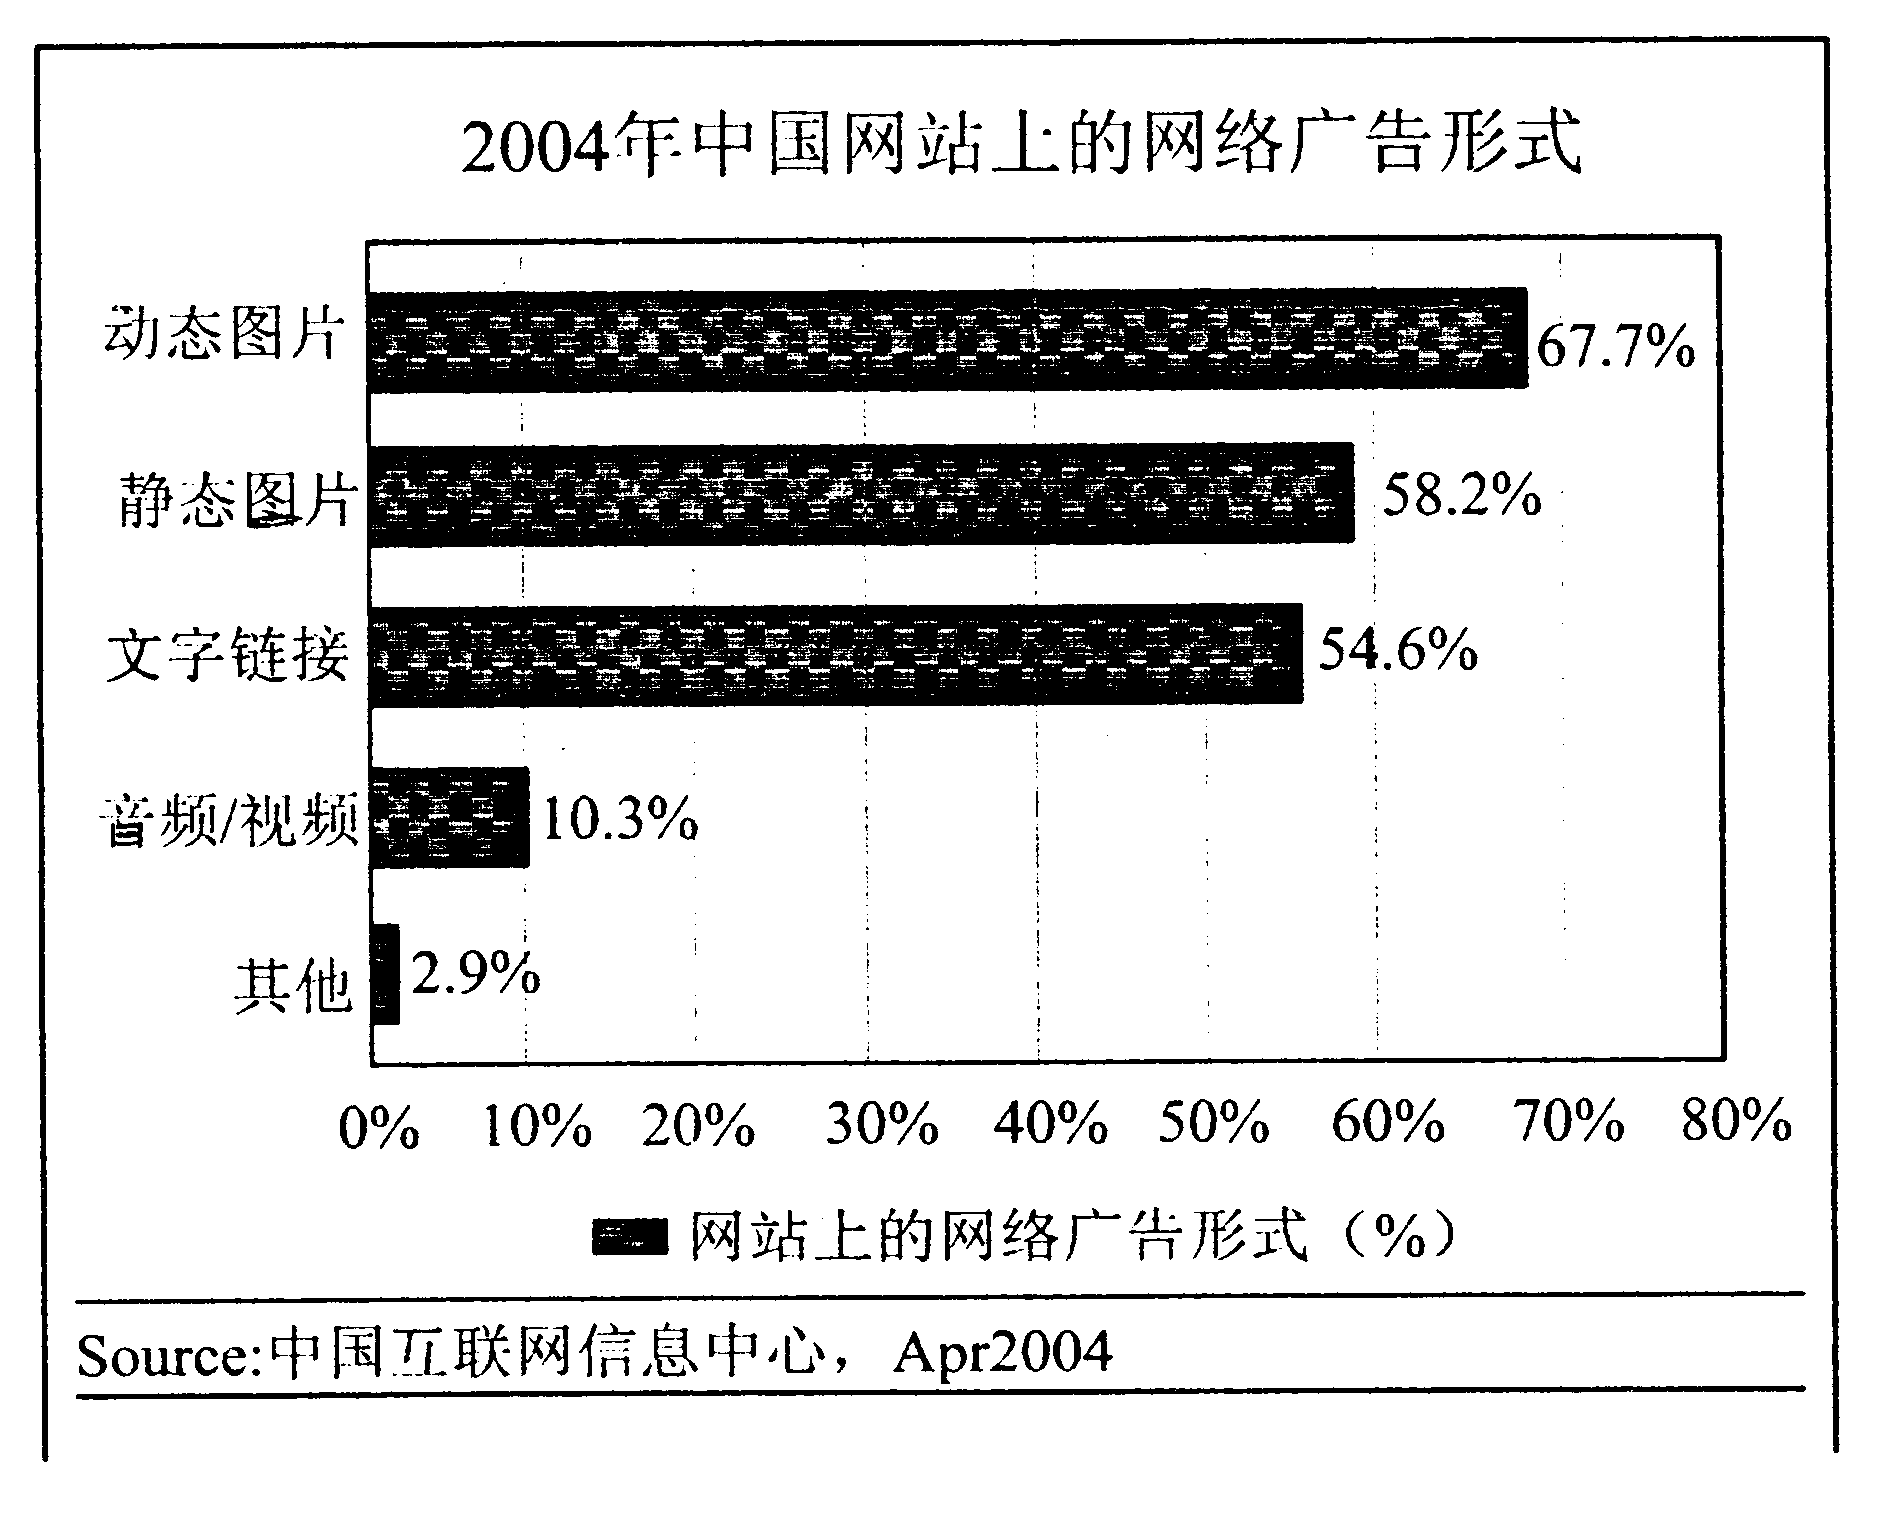 2004年中国网站上的网络广告形式
动态图片
67.7%
静态图片
58.2%
文字链接
54.6%
音频/视频
10.3%
其他
2.9%
0% 10% 20% 30% 40% 50% 60% 70% 80%
网站上的网络广告形式（%）
Source:中国互联网信息中心，Apr2004